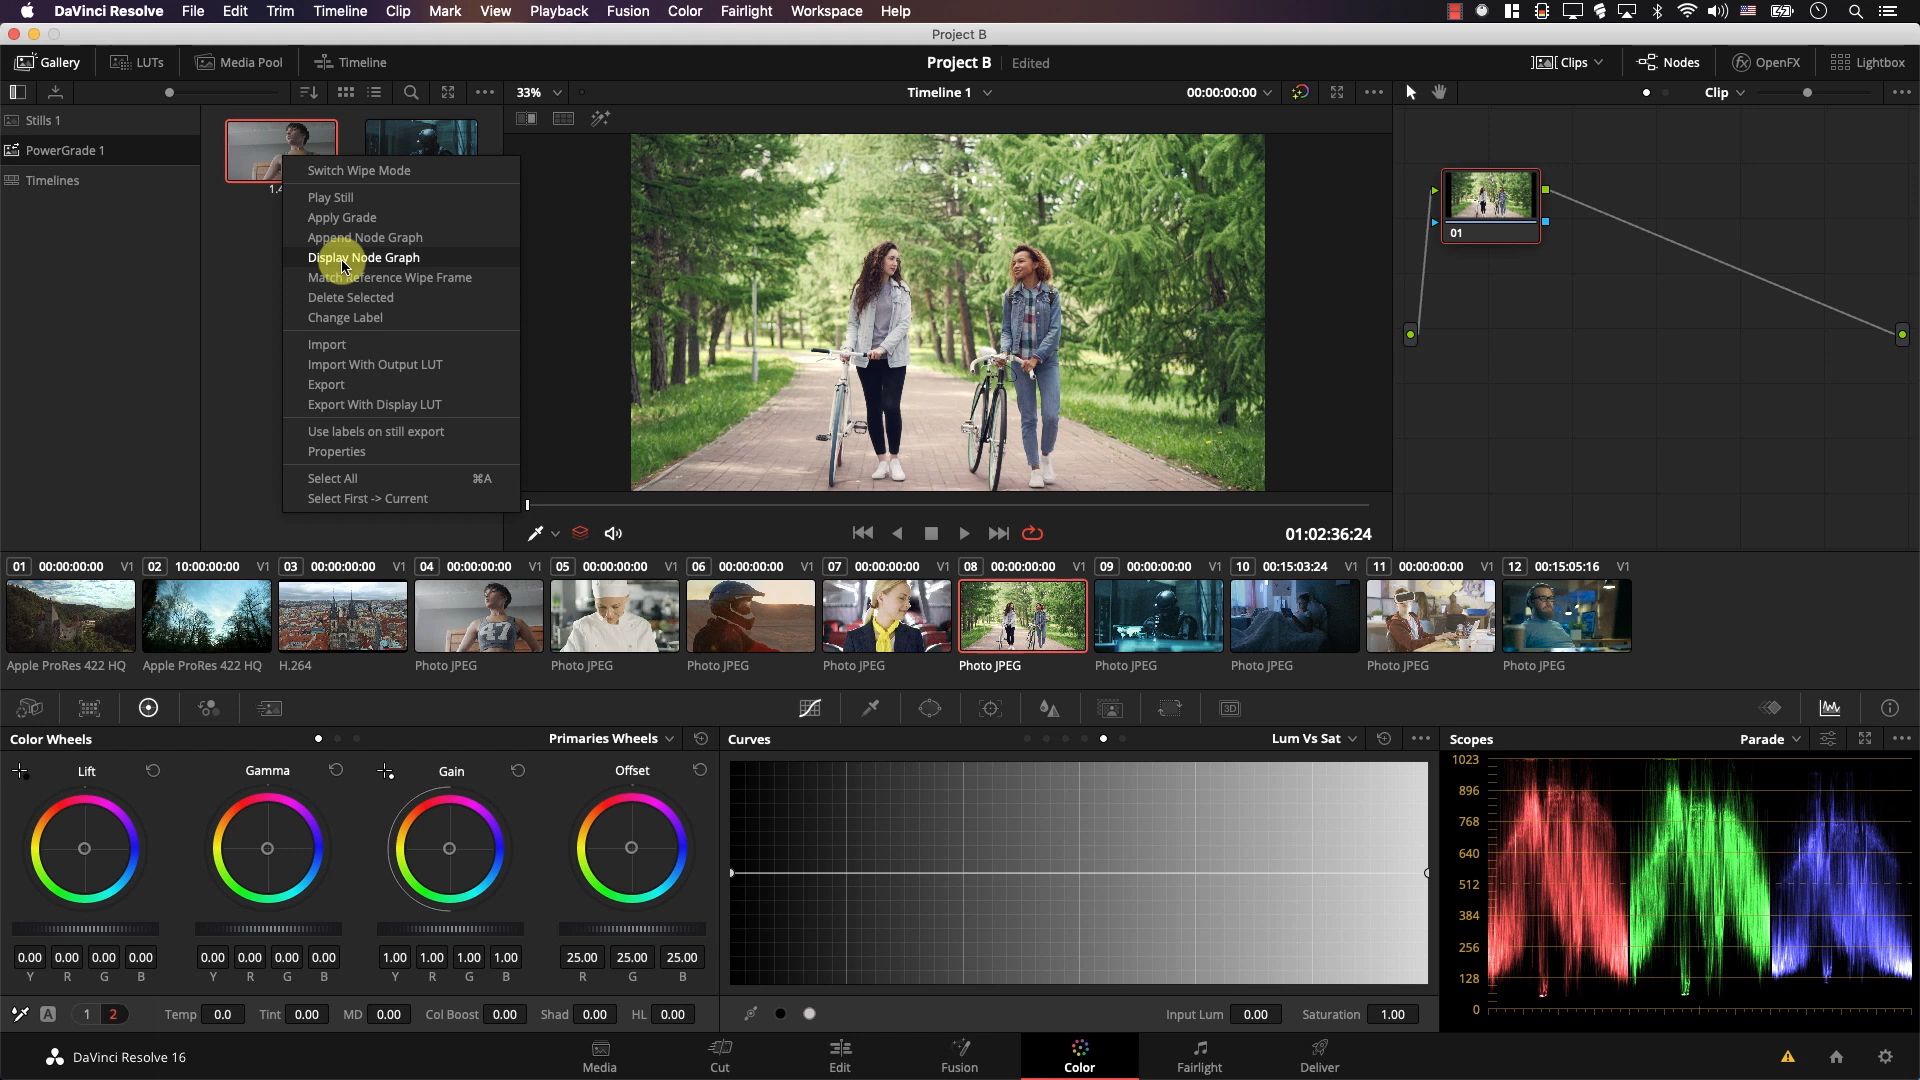 DaVinci Resolve File Edit Trim Timeline Clip Mark View Playback Fusion Color Fairlight Workspace Help
Project B
Gallery LUTs Media Pool Timeline Project B Edited Clips Nodes OpenFX Lightbox
33% Timeline 1 00:00:00:00 Clip
Stills 1
PowerGrade 1
Timelines
Switch Wipe Mode
Play Still
Apply Grade
Append Node Graph
Display Node Graph
Match Reference Wipe Frame
Delete Selected
Change Label
Import
Import With Output LUT
Export
Export With Display LUT
Use labels on still export
Properties
Select All ⌘A
Select First -> Current
01
01:02:36:24
01 00:00:00:00 V1 02 10:00:00:00 V1 03 00:00:00:00 V1 04 00:00:00:00 V1 05 00:00:00:00 V1 06 00:00:00:00 V1 07 00:00:00:00 V1 08 00:00:00:00 V1 09 00:00:00:00 V1 10 00:15:03:24 V1 11 00:00:00:00 V1 12 00:15:05:16 V1
47
Apple ProRes 422 HQ Apple ProRes 422 HQ H.264 Photo JPEG Photo JPEG Photo JPEG Photo JPEG Photo JPEG Photo JPEG Photo JPEG Photo JPEG Photo JPEG
3D
Color Wheels Primaries Wheels Curves Lum Vs Sat Scopes Parade
Lift Gamma Gain Offset
1023
896
768
640
512
384
256
128
0
0.00 0.00 0.00 0.00 0.00 0.00 0.00 0.00 1.00 1.00 1.00 1.00 25.00 25.00 25.00
Y R G B Y R G B Y R G B R G B
A 1 2 Temp 0.0 Tint 0.00 MD 0.00 Col Boost 0.00 Shad 0.00 HL 0.00 Input Lum 0.00 Saturation 1.00
DaVinci Resolve 16 Media Cut Edit Fusion Color Fairlight Deliver